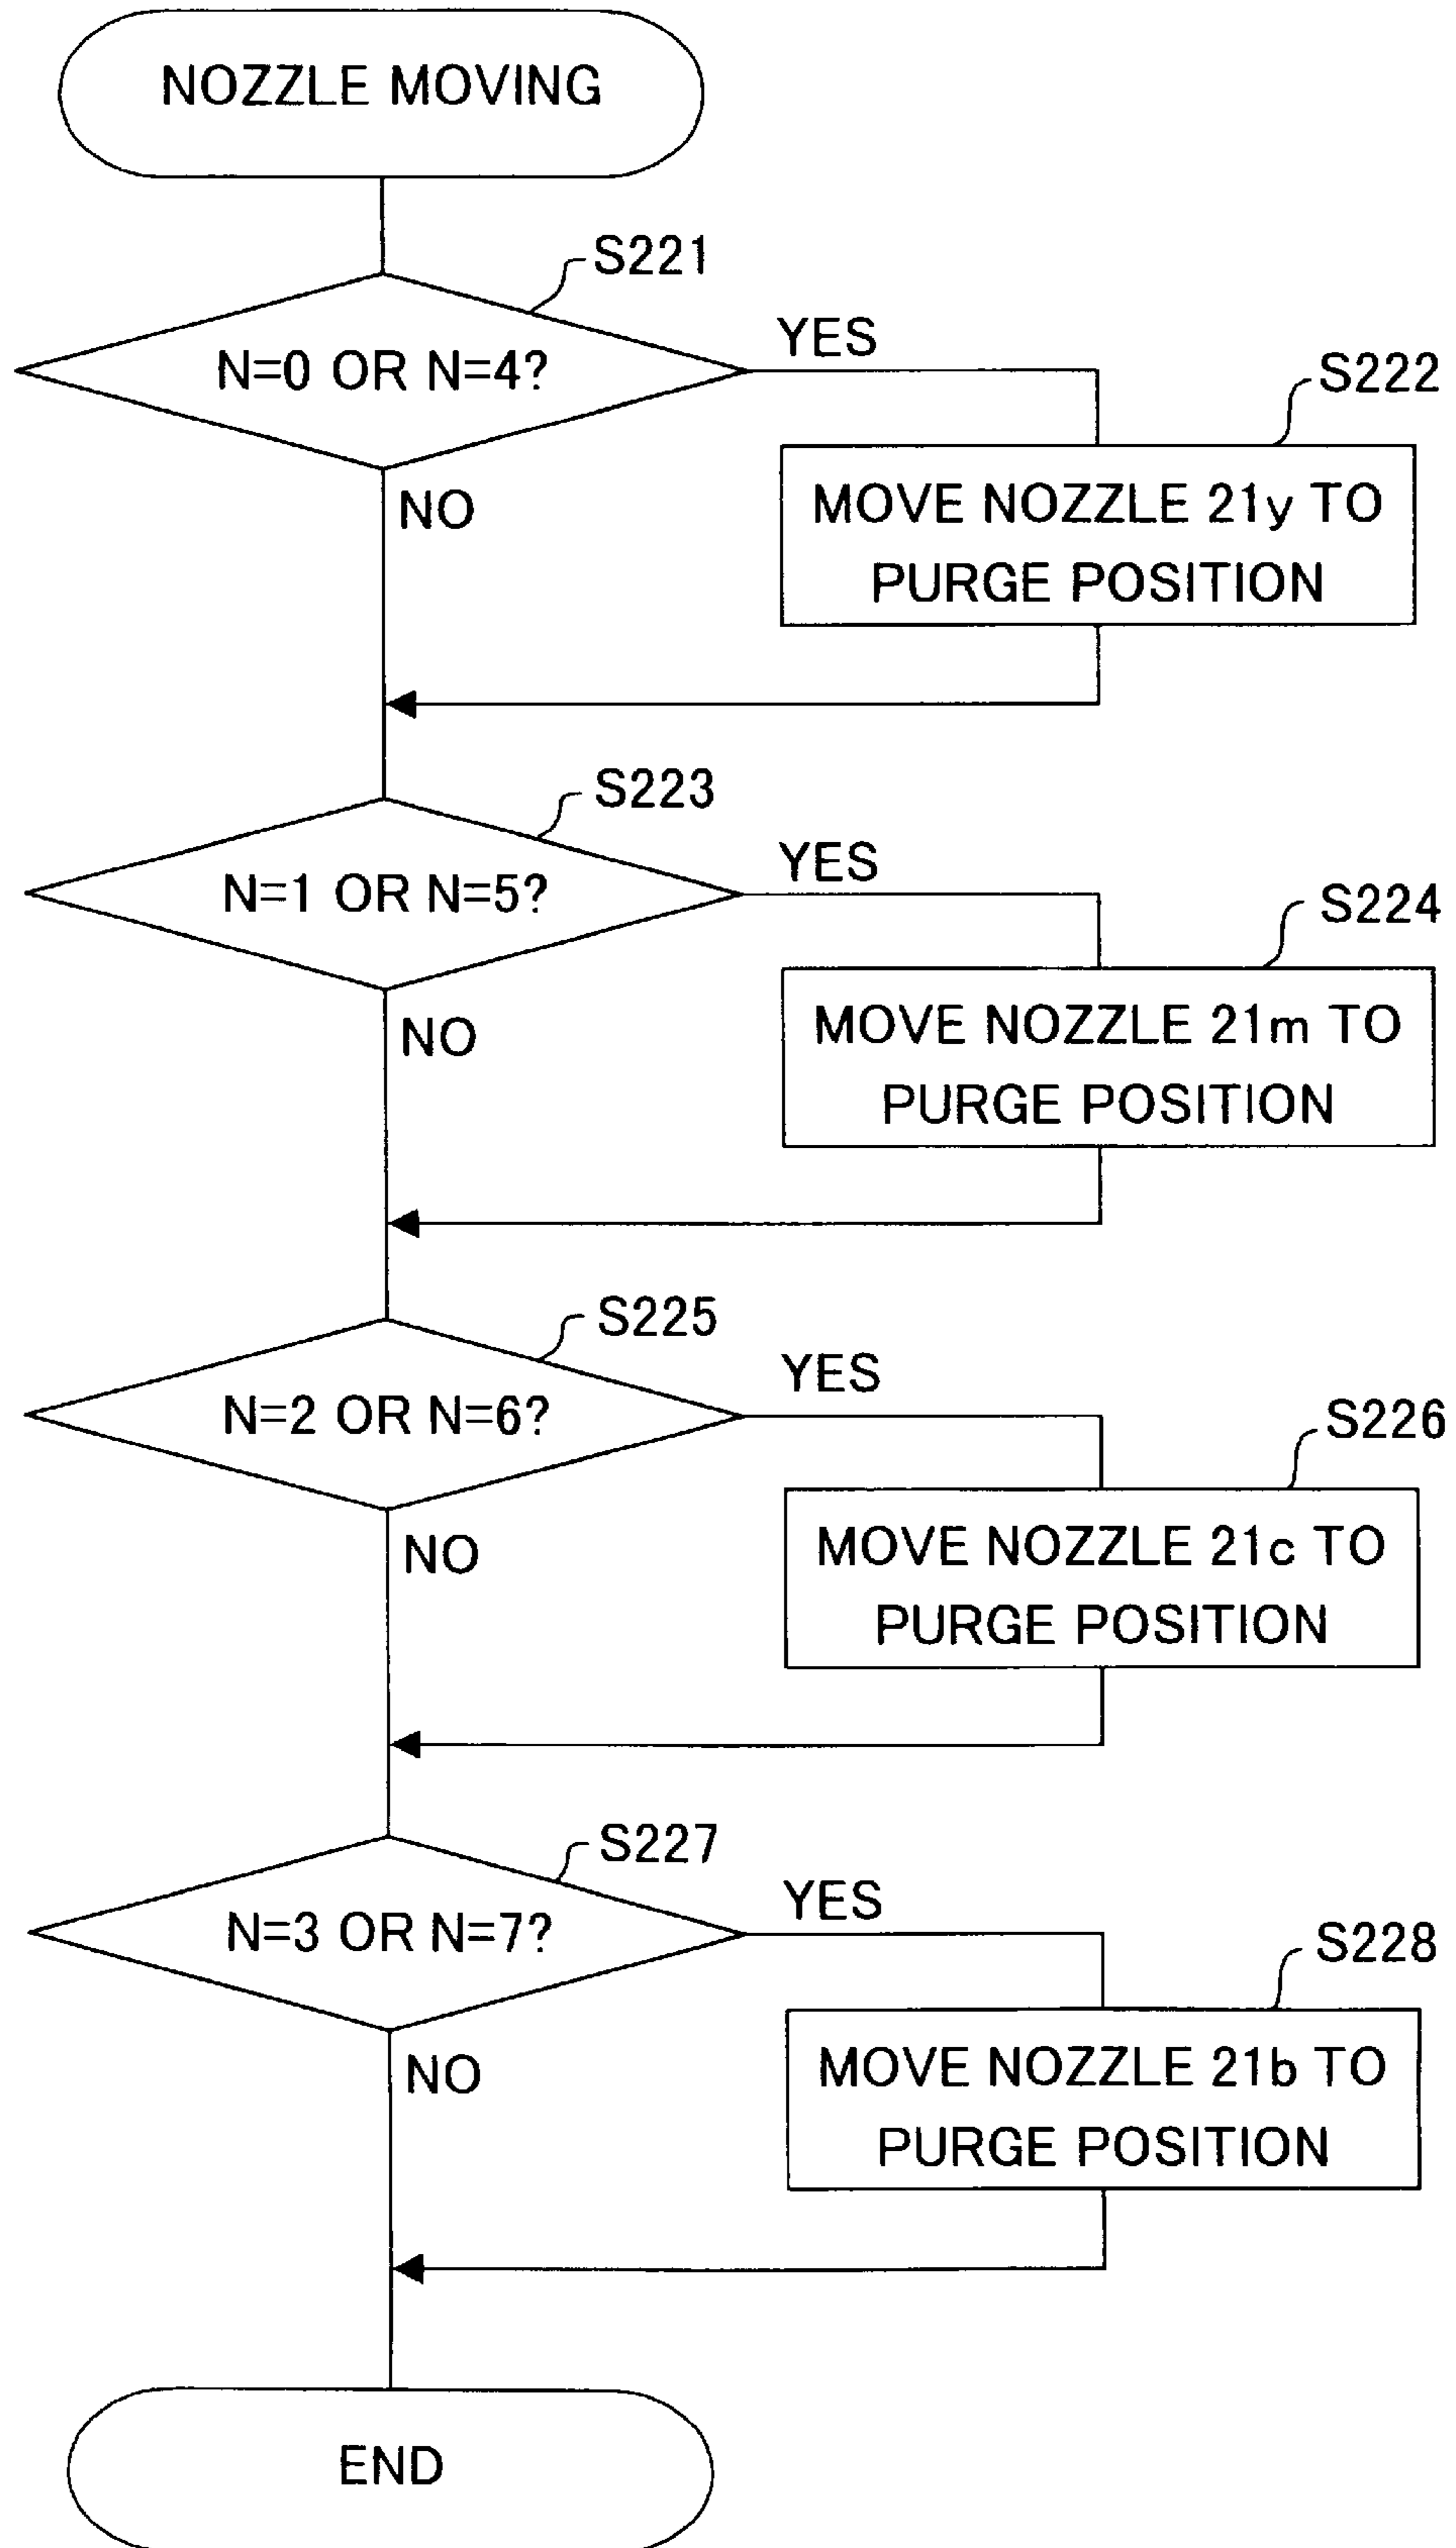 NOZZLE MOVING
S221
N=0 OR N=4?
YES
S222
MOVE NOZZLE 21y TO
PURGE POSITION
NO
S223
N=1 OR N=5?
YES
S224
MOVE NOZZLE 21m TO
PURGE POSITION
NO
S225
N=2 OR N=6?
YES
S226
MOVE NOZZLE 21c TO
PURGE POSITION
NO
S227
N=3 OR N=7?
YES
S228
MOVE NOZZLE 21b TO
PURGE POSITION
NO
END